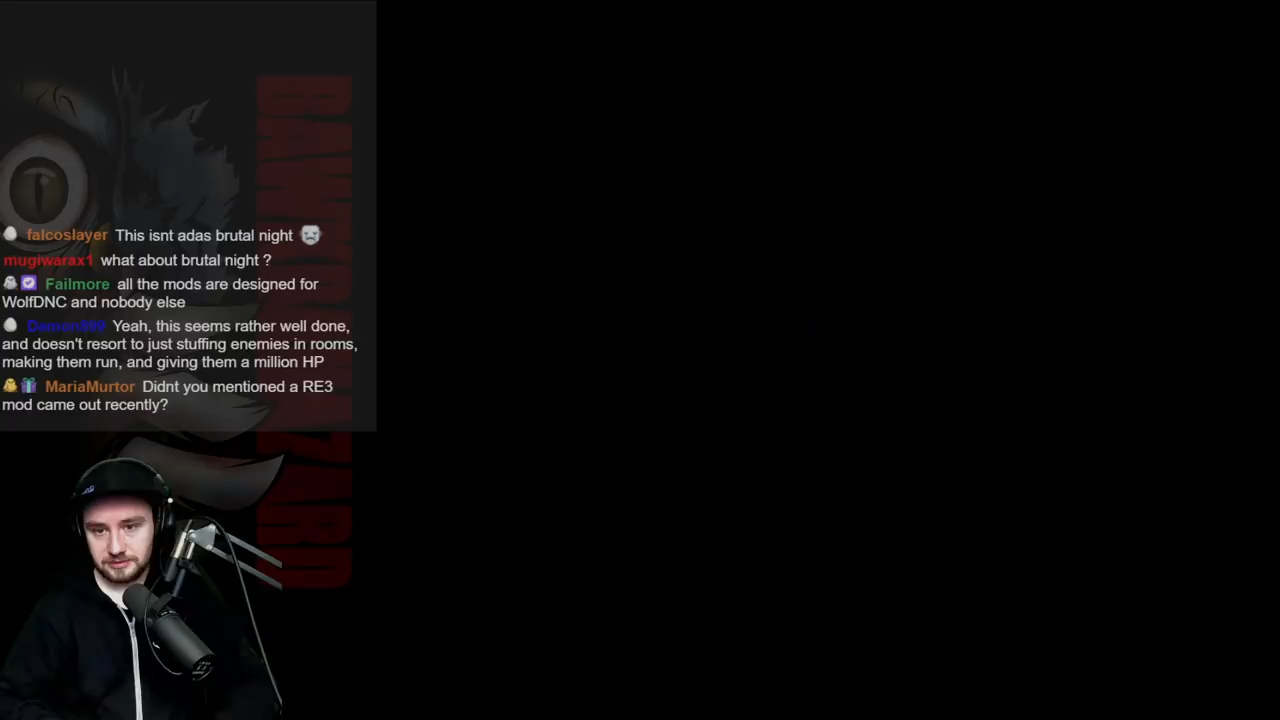 falcoslayer This isnt adas brutal night
mugiwarax1 what about brutal night ?
Failmore all the mods are designed for
WolfDNC and nobody else
Yeah, this seems rather well done,
and doesn't resort to just stuffing enemies in rooms,
making them run, and giving them a million HP
MariaMurtor Didnt you mentioned a RE3
mod came out recently?